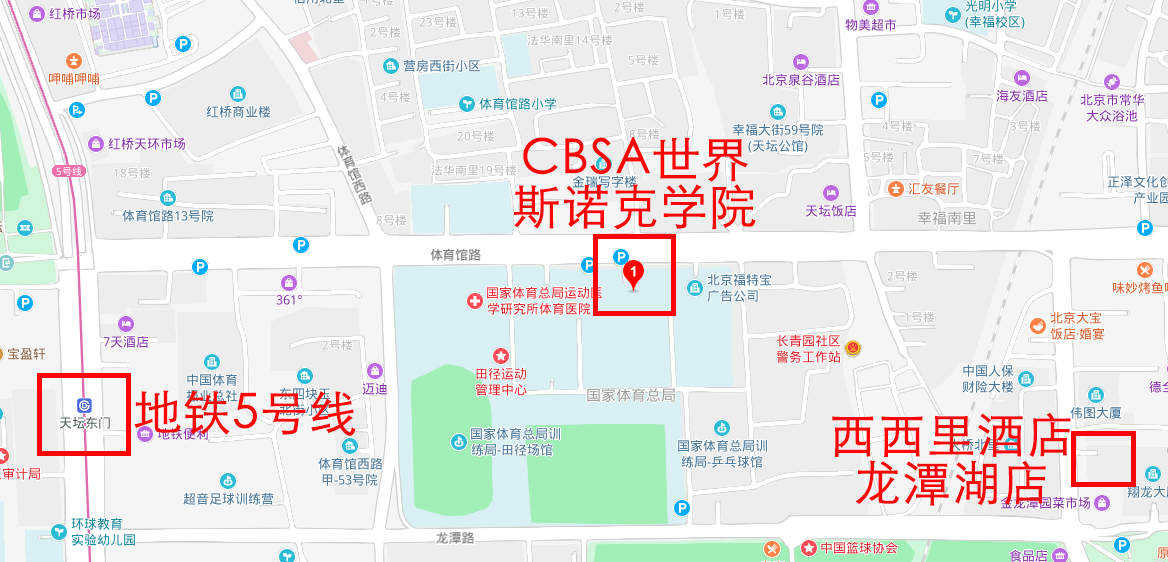 红桥市场
P
呷哺呷哺
P
P
红桥商业楼
红桥天环市场
5号线
18号楼
体育馆路13号院
2号楼
1号楼
23号楼
13号楼
法华南里14号楼
5号楼
营房西街小区
4号楼
体育馆路小学
20号楼
8号楼
法华南里19号楼
体育馆西路
8号楼
光明小学
(幸福校区)
物美超市
北京泉谷酒店
海友酒店
北京市常华
大众浴池
P
幸福大街59号院
(天坛公馆)
4号楼
3号楼
5号楼
7号楼
汇友餐厅
天坛饭店
幸福南里
正泽文化创
产业园
金瑞写字楼
CBSA世界
斯诺克学院
P
P
P
体育馆路
P
P
1
P
P
361°
国家体育总局运动医
学研究所体育医院
北京福特宝
广告公司
2号楼
1号楼
味妙烤鱼
7天酒店
宝盈轩
2号楼
中国体育
东四块玉
迈迪
田径运动
管理中心
国家体育总局
长青园社区
警务工作站
北京大宝
饭店·婚宴
中国人保
财险大楼
伟图大厦
天坛东门
地铁5号线
地铁便利
国家体育总局训
练局-田径场馆
国家体育总局训
练局-乒乓球馆
西西里酒店
龙潭湖店
金龙潭园菜市场
体育馆西路
甲-53号院
超音足球训练营
审计局
环球教育
实验幼儿园
P
龙潭路
中国篮球协会
食品店
P